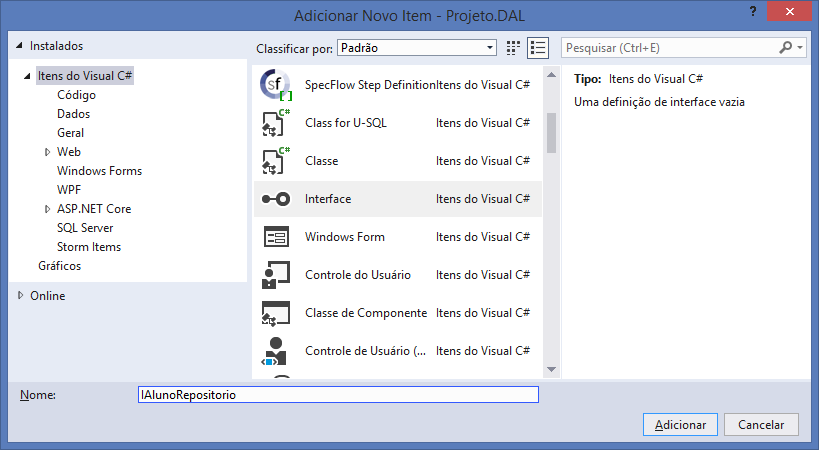 Adicionar Novo Item - Projeto.DAL
?
Instalados
Classificar por: Padrão
Pesquisar (Ctrl+E)
Itens do Visual C#
Código
Dados
Geral
Web
Windows Forms
WPF
ASP.NET Core
SQL Server
Storm Items
Gráficos
Online
sf
[ ]
SpecFlow Step Definition Itens do Visual C#
C#
Class for U-SQL Itens do Visual C#
C#
Classe Itens do Visual C#
Interface Itens do Visual C#
Windows Form Itens do Visual C#
Controle do Usuário Itens do Visual C#
Classe de Componente Itens do Visual C#
Controle de Usuário (... Itens do Visual C#
Tipo: Itens do Visual C#
Uma definição de interface vazia
Nome: IAlunoRepositorio
Adicionar
Cancelar